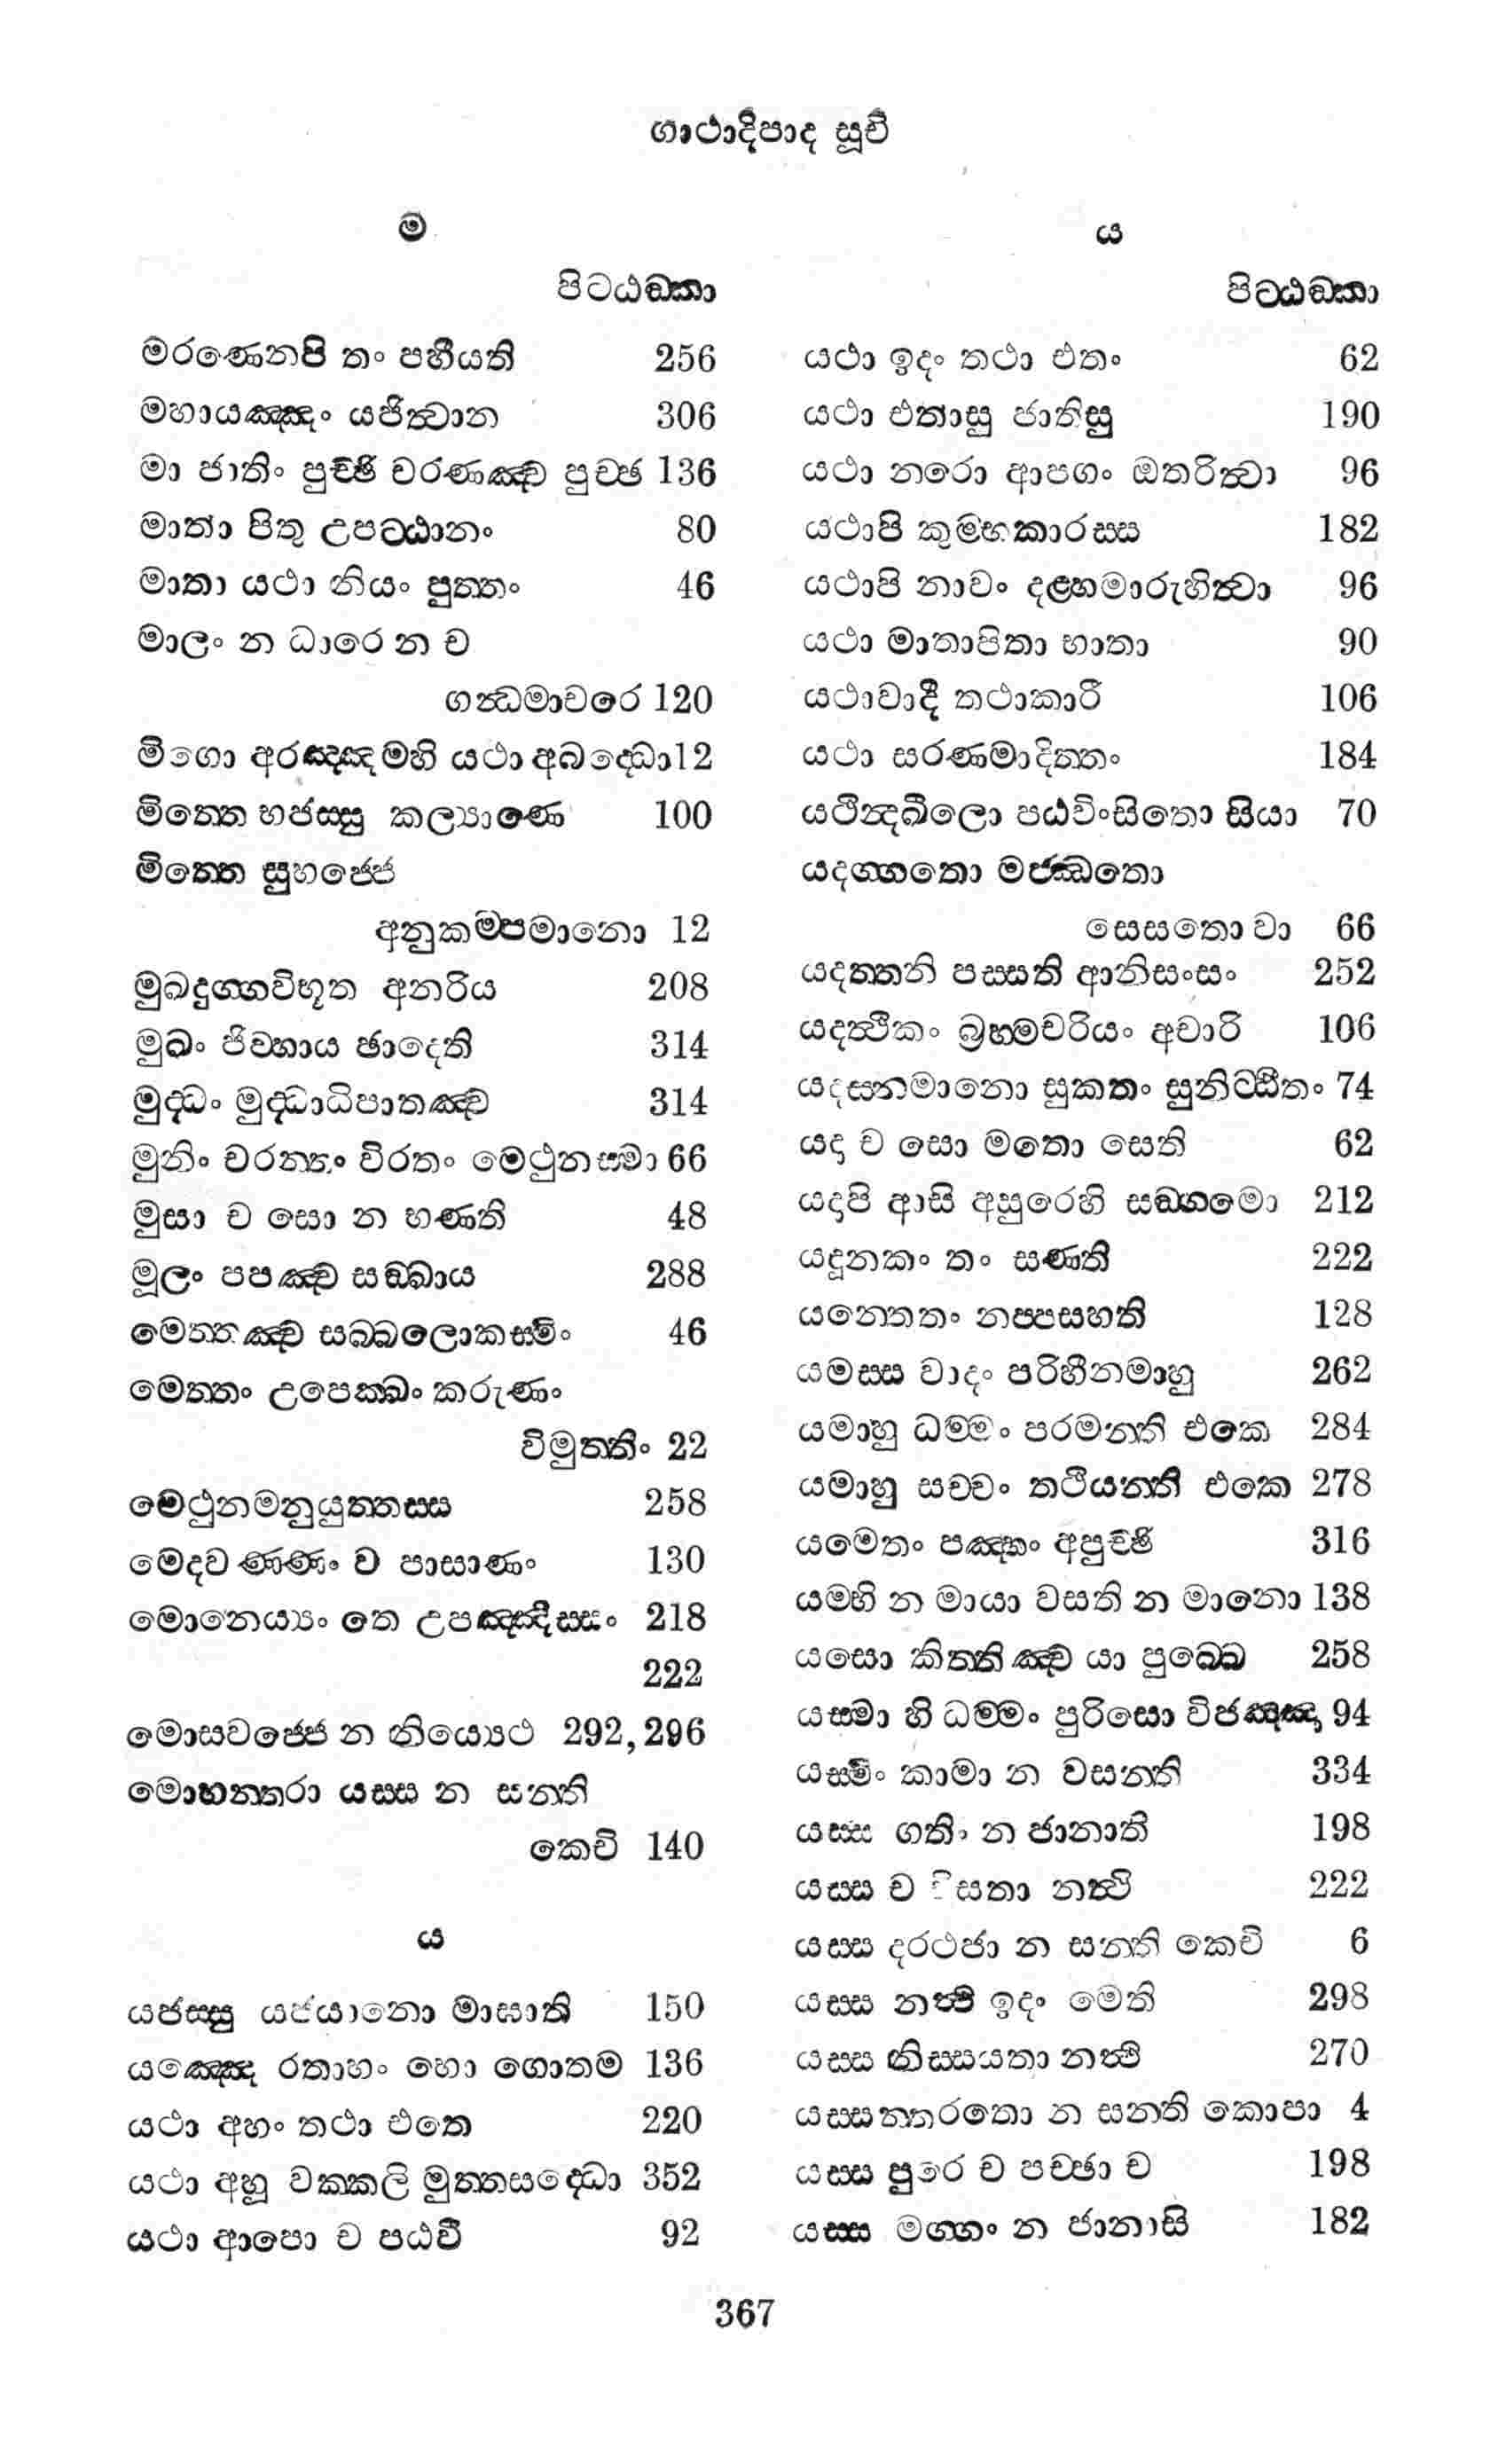 ගාථාදිපාද සූචි
ම
පිටඨඞකා
මරණෙනපි තං පහීයති 256
මහායඤ්ඤං යජිත්වාන 306
මා ජාතිං පුච්ඡි චරණඤ්ච පුච්ඡ 136
මාතා පිතු උපට්ඨානං 80
මාතා යථා නියං පුත්තං 46
මාලං න ධාරෙ න ච
ගන්ධමාචරෙ 120
මිගො අරඤ්ඤමහි යථා අබද්ධො 12
මිත්තෙ භජස්සු කල්‍යාණෙ 100
මිත්තෙ සුහජ්ජෙ
අනුකම්පමානො 12
මුඛදුග්ගවිභූත අනරිය 208
මුඛං ජිව්හාය ඡාදෙති 314
මුද්ධං මුද්ධාධිපාතඤ්ච 314
මුනිං චරන්තං විරතං මෙථුනස්මා 66
මුසා ච සො න භණති 48
මූලං පපඤ්ච සඞ්ඛාය 288
මෙත්තඤ්ච සබ්බලොකස්මිං 46
මෙත්තං උපෙක්ඛං කරුණං
විමුත්තිං 22
මෙථුනමනුයුත්තස්ස 258
මෙදවණ්ණං ව පාසාණං 130
මොනෙය්‍යං තෙ උපඤ්ඤිස්සං 218
222
මොසවජ්ජෙ න නියේ‍යථ 292, 296
මොහන්තරා යස්ස න සන්ති
කෙචි 140
ය
යජස්සු යජයානො මාඝාති 150
යඤ්ඤෙ රතාහං හො ගොතම 136
යථා අහං තථා එතෙ 220
යථා අහූ වක්කලි මුත්තසද්ධො 352
යථා ආපො ච පඨවී 92
ය
පිට්ඨඞකා
යථා ඉදං තථා එතං 62
යථා එතාසු ජාතිසු 190
යථා නරො ආපගං ඔතරිත්වා 96
යථාපි කුම්භකාරස්ස 182
යථාපි නාවං දළ්හමාරුහිත්වා 96
යථා මාතාපිතා භාතා 90
යථාවාදී තථාකාරී 106
යථා සරණමාදිත්තං 184
යථින්දඛීලො පඨවිංසිතො සියා 70
යදග්ගතො මජ්ඣතො
සෙසතො වා 66
යදත්තනි පස්සති ආනිසංසං 252
යදත්ථිකං බ්‍රහ්මචරියං අචාරි 106
යදස්නමානො සුකතං සුනිට්ඨිතං 74
යදා ච සො මතො සෙති 62
යදාපි ආසි අසුරෙහි සඞ්ගමො 212
යදූනකං තං සණති 222
යන්තෙතං නප්පසහති 128
යමස්ස වාදං පරිහීනමාහු 262
යමාහු ධම්මං පරමන්ති එකෙ 284
යමාහු සච්චං තථියන්ති එකෙ 278
යමෙතං පඤ්හං අපුච්ඡි 316
යම්හි න මායා වසති න මානො 138
යසො කිත්තිඤ්ච යා පුබ්බෙ 258
යස්මා හි ධම්මං පුරිසො විජඤ්ඤා 94
යස්මිං කාමා න වසන්ති 334
යස්ස ගතිං න ජානාති 198
යස්ස ච සතා නත්ථි 222
යස්ස දරථජා න සන්ති කෙචි 6
යස්ස නත්ථි ඉදං මෙති 298
යස්ස නිස්සයතා නත්ථි 270
යස්සන්තරතො න සන්ති කොපා 4
යස්ස පුරෙ ච පච්ඡා ච 198
යස්ස මග්ගං න ජානාසි 182
367